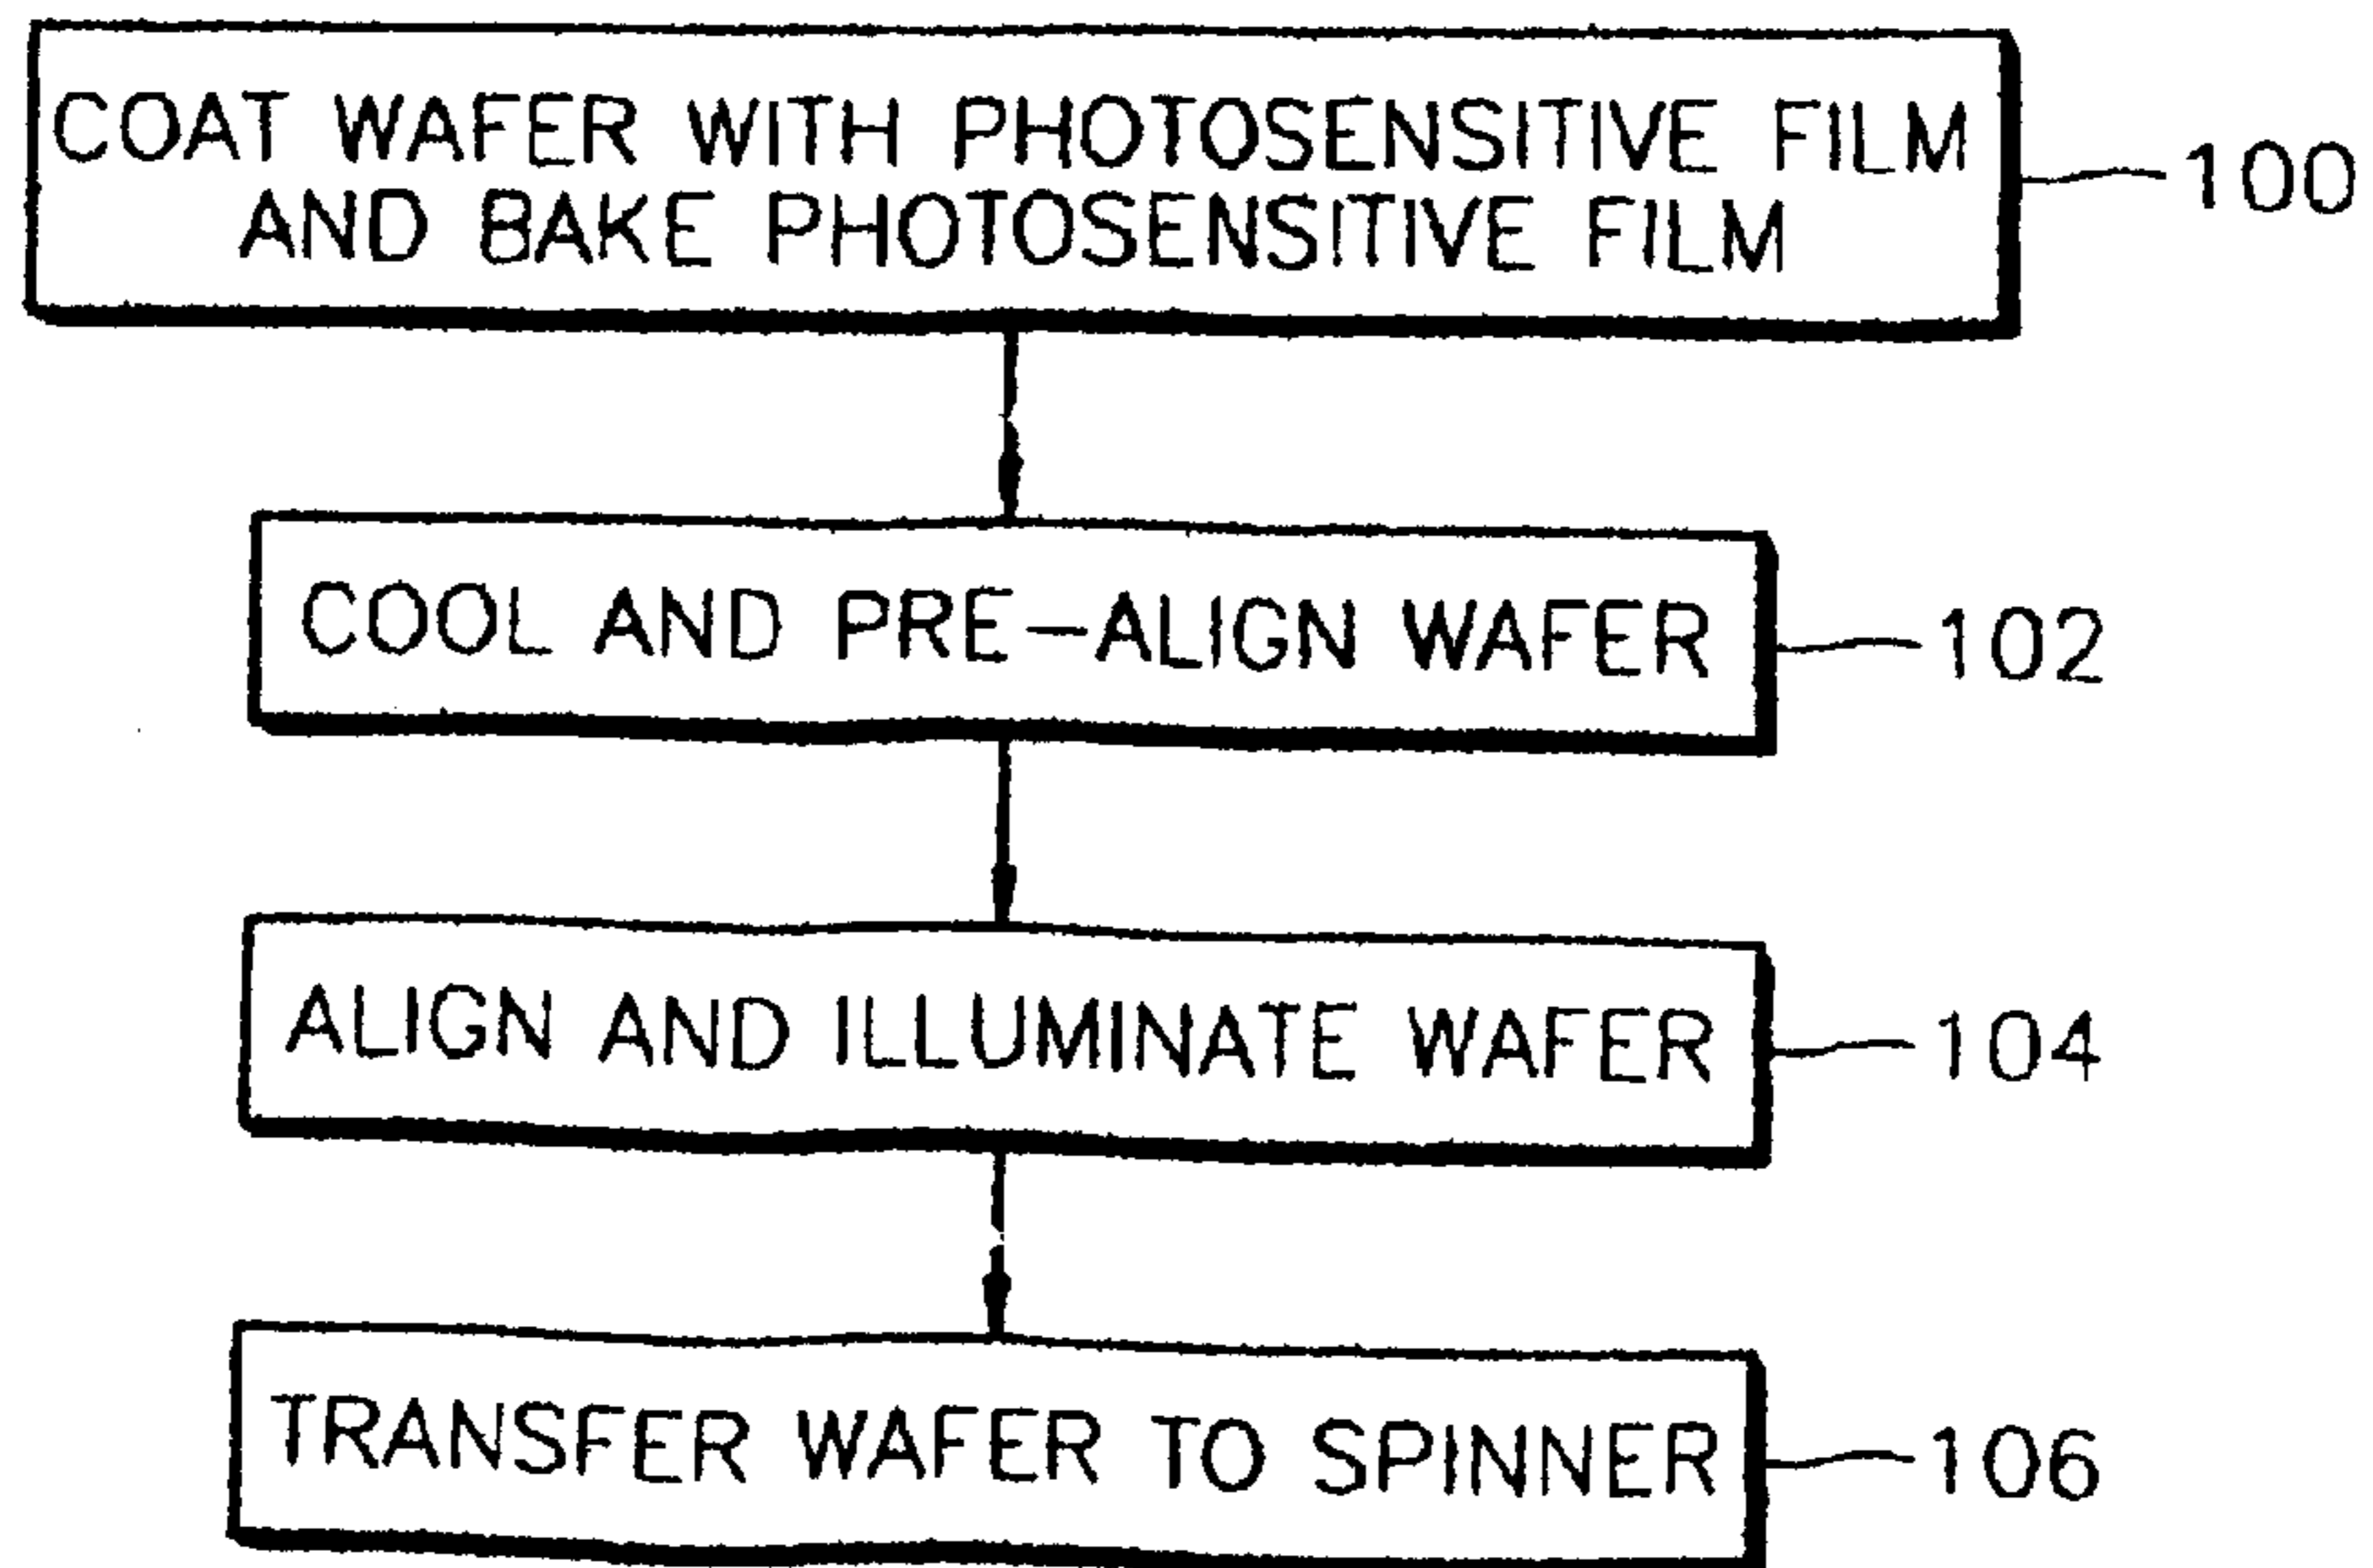 COAT WAFER WITH PHOTOSENSITIVE FILM
AND BAKE PHOTOSENSITIVE FILM
100
COOL AND PRE-ALIGN WAFER
102
ALIGN AND ILLUMINATE WAFER
104
TRANSFER WAFER TO SPINNER
106